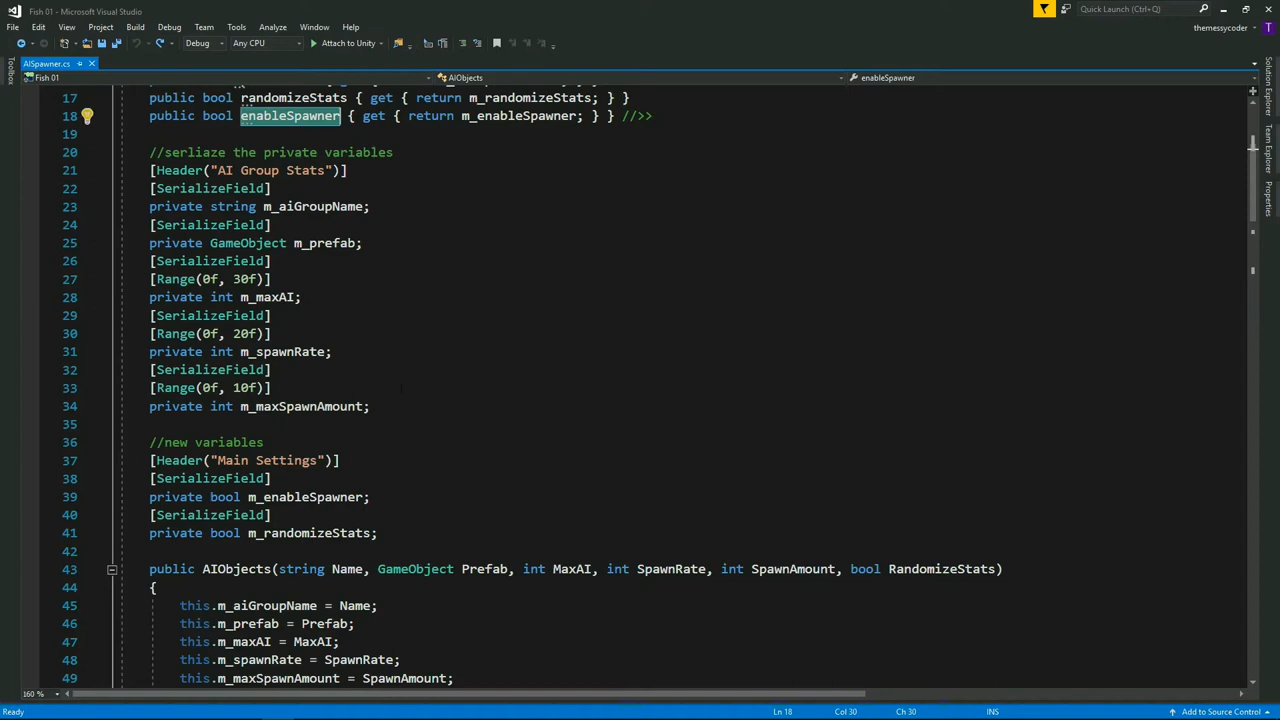 Fish 01 - Microsoft Visual Studio
Quick Launch (Ctrl+Q)
File Edit View Project Build Debug Team Tools Analyze Window Help
themessycoder T
Debug Any CPU Attach to Unity
AISpawner.cs
Fish 01 AIObjects enableSpawner
17 public bool randomizeStats { get { return m_randomizeStats; } }
18 public bool enableSpawner { get { return m_enableSpawner; } } //>>
19
20 //serliaze the private variables
21 [Header("AI Group Stats")]
22 [SerializeField]
23 private string m_aiGroupName;
24 [SerializeField]
25 private GameObject m_prefab;
26 [SerializeField]
27 [Range(0f, 30f)]
28 private int m_maxAI;
29 [SerializeField]
30 [Range(0f, 20f)]
31 private int m_spawnRate;
32 [SerializeField]
33 [Range(0f, 10f)]
34 private int m_maxSpawnAmount;
35
36 //new variables
37 [Header("Main Settings")]
38 [SerializeField]
39 private bool m_enableSpawner;
40 [SerializeField]
41 private bool m_randomizeStats;
42
43 public AIObjects(string Name, GameObject Prefab, int MaxAI, int SpawnRate, int SpawnAmount, bool RandomizeStats)
44 {
45 this.m_aiGroupName = Name;
46 this.m_prefab = Prefab;
47 this.m_maxAI = MaxAI;
48 this.m_spawnRate = SpawnRate;
49 this.m_maxSpawnAmount = SpawnAmount;
160 %
Ready Ln 18 Col 30 Ch 30 INS Add to Source Control
Toolbox
Solution Explorer
Team Explorer
Properties